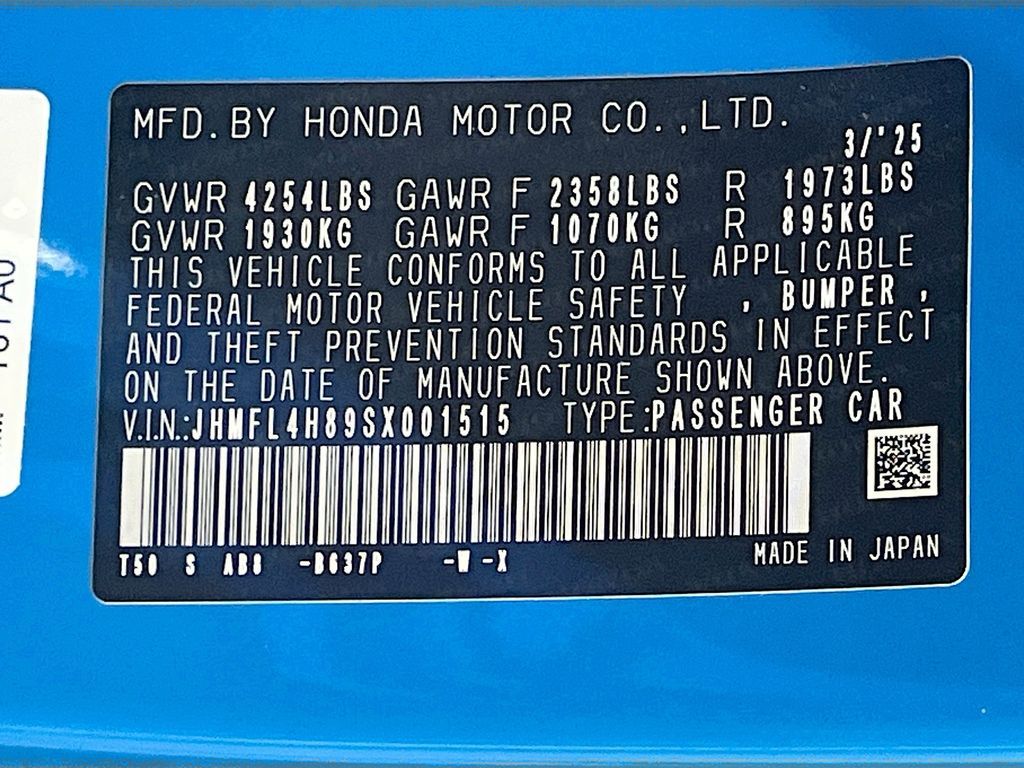 MFD. BY HONDA MOTOR CO., LTD.
3/'25
GVWR 4254LBS GAWR F 2358LBS R 1973LBS
GVWR 1930KG GAWR F 1070KG R 895KG
THIS VEHICLE CONFORMS TO ALL APPLICABLE
FEDERAL MOTOR VEHICLE SAFETY , BUMPER ,
AND THEFT PREVENTION STANDARDS IN EFFECT
ON THE DATE OF MANUFACTURE SHOWN ABOVE.
V.I.N.:JHMFL4H89SX001515 TYPE:PASSENGER CAR
T50 S AB8 -B637P -W -X
MADE IN JAPAN